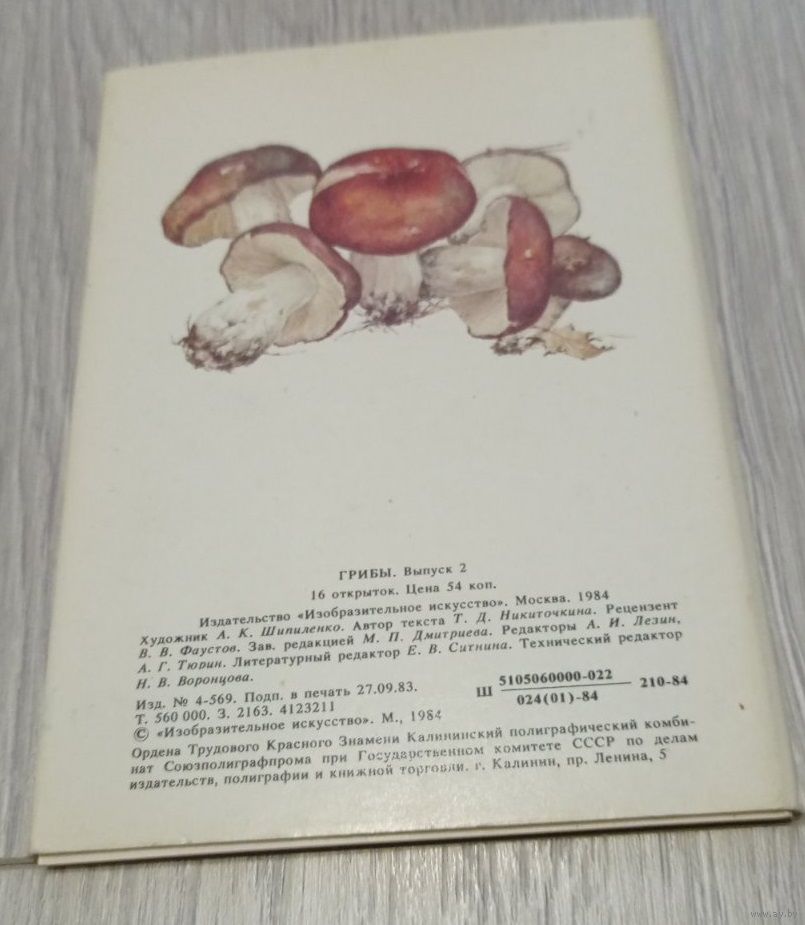 ГРИБЫ. Выпуск 2
16 открыток. Цена 54 коп.
Издательство «Изобразительное искусство». Москва. 1984
Художник А. К. Шипиленко. Автор текста Т. Д. Никиточкина. Рецензент
В. В. Фаустов. Зав. редакцией М. П. Дмитриева. Редакторы А. И. Лезин,
А. Г. Тюрин. Литературный редактор Е. В. Ситнина. Технический редактор
Н. В. Воронцова.
Изд. № 4-569. Подп. в печать 27.09.83.
Т. 560 000. З. 2163. 4123211
Ш 5105060000-022
024(01)-84 210-84
© «Изобразительное искусство». М., 1984
Ордена Трудового Красного Знамени Калининский полиграфический комби-
нат Союзполиграфпрома при Государственном комитете СССР по делам
издательств, полиграфии и книжной торговли. г. Калинин, пр. Ленина, 5
www.ay.by